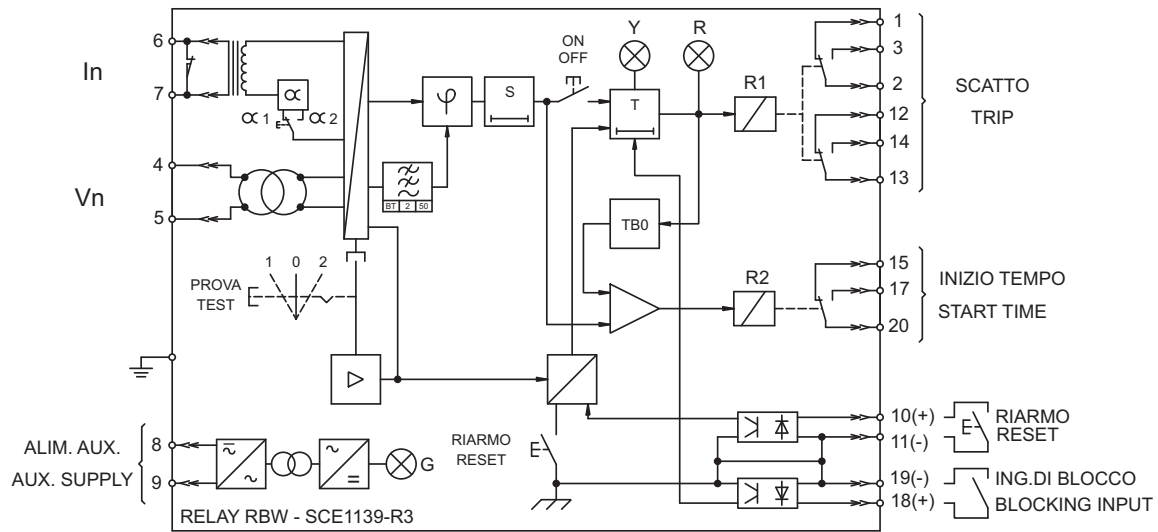 In
6
7
Vn
4
5
∝
∝1
∝2
φ
BT 2 50
S
ON
OFF
Y
R
T
R1
TB0
R2
1
3
2
12
14
13
SCATTO
TRIP
15
17
20
INIZIO TEMPO
START TIME
PROVA
TEST
1 0 2
ALIM. AUX.
AUX. SUPPLY
8
9
G
RIARMO
RESET
10(+)
11(-)
RIARMO
RESET
19(-)
18(+)
ING.DI BLOCCO
BLOCKING INPUT
RELAY RBW - SCE1139-R3